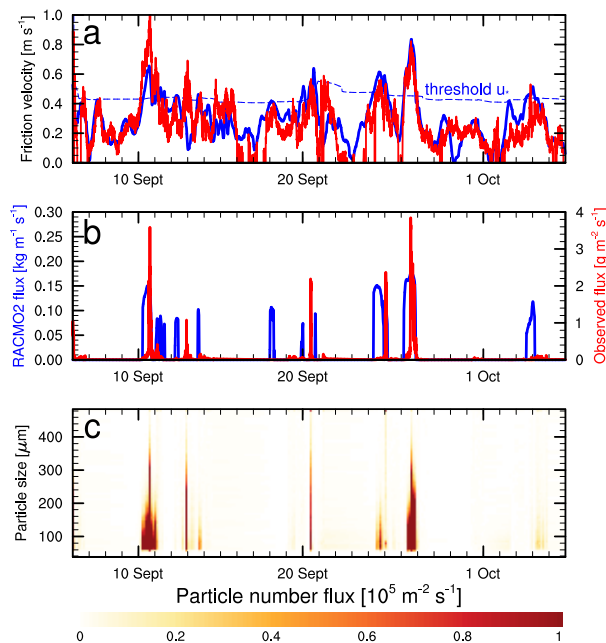 a
Friction velocity [m s⁻¹]
1.0
0.8
0.6
0.4
0.2
0.0
threshold u*
10 Sept
20 Sept
1 Oct
b
RACMO2 flux [kg m⁻¹ s⁻¹]
0.30
0.25
0.20
0.15
0.10
0.05
0.00
Observed flux [g m⁻² s⁻¹]
4
3
2
1
0
10 Sept
20 Sept
1 Oct
c
Particle size [μm]
400
300
200
100
10 Sept
20 Sept
1 Oct
Particle number flux [10⁵ m⁻² s⁻¹]
0 0.2 0.4 0.6 0.8 1